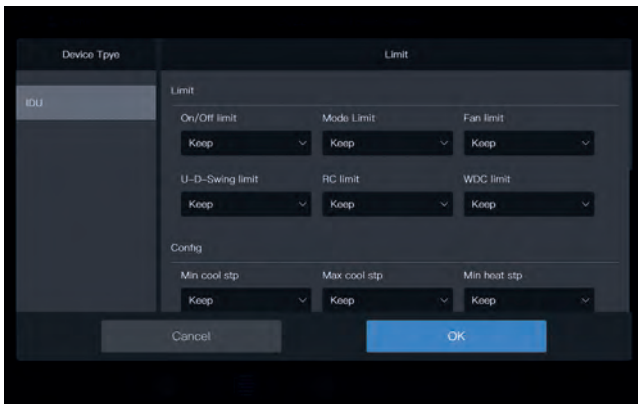 Device Tpye
Limit
IDU
Limit
On/Off limit
Mode Limit
Fan limit
Keep
Keep
Keep
U-D-Swing limit
RC limit
WDC limit
Keep
Keep
Keep
Config
Min cool stp
Max cool stp
Min heat stp
Keep
Keep
Keep
Cancel
OK